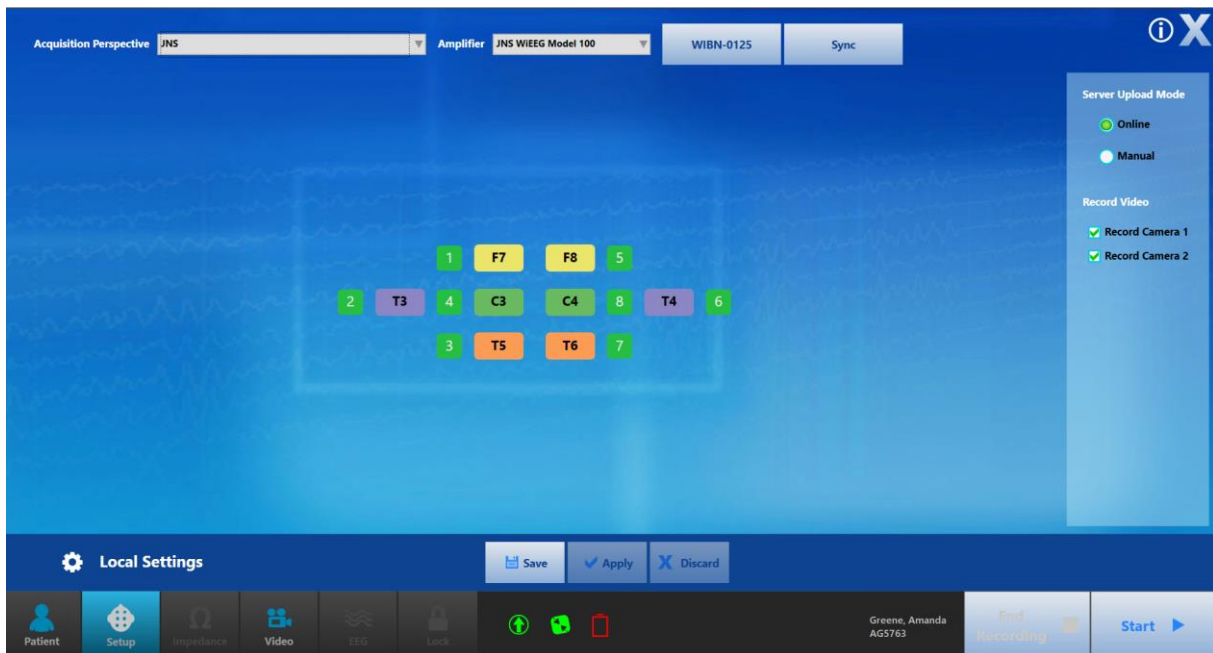 Acquisition Perspective JNS Amplifier JNS WiEEG Model 100 WIBN-0125 Sync
Server Upload Mode
Online
Manual
Record Video
Record Camera 1
Record Camera 2
1 F7 F8 5
2 T3 4 C3 C4 8 T4 6
3 T5 T6 7
Local Settings Save Apply X Discard
Patient Setup Impedance Video EEG Lock
Greene, Amanda
AG5763
End
Recording
Start